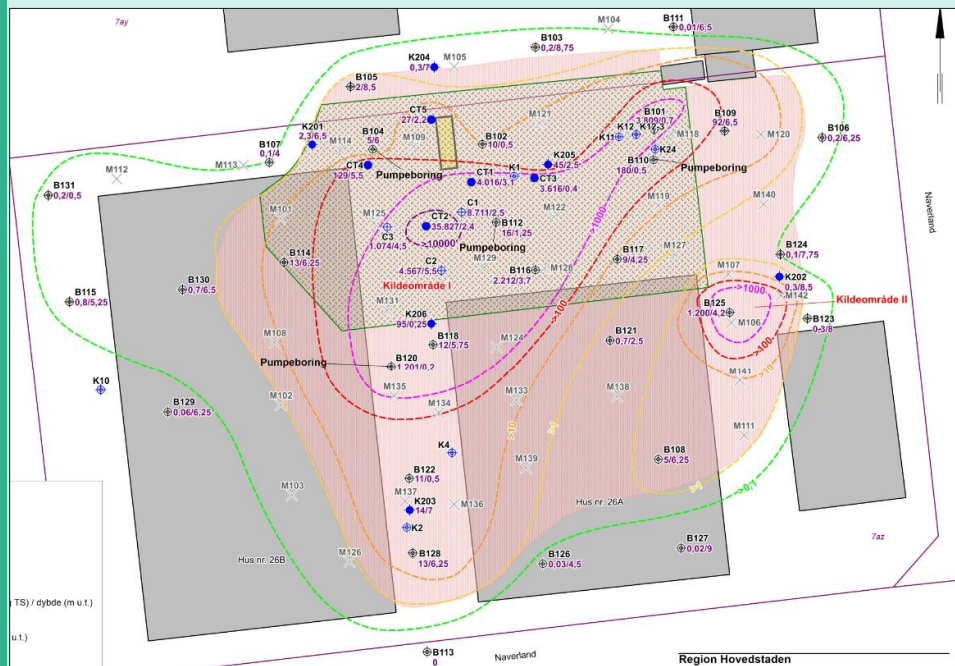 7ay
M104
B111
0,01/6,5
B103
0,2/8,75
K204
0,3/7
M105
B105
2/8,5
CT5
27/2,2
M121
B101
3.809/0,7
B109
92/6,5
K201
2,3/6,5
M114
B104
5/6
M109
B102
10/0,5
K11
K12
K12-3
M118
M120
B106
0,2/6,25
B107
0,1/4
M113
K24
B110
180/0,5
Pumpeboring
CT4
129/5,5
Pumpeboring
K1
K205
45/2,5
CT1
4.016/3,1
CT3
3.616/0,4
M112
B131
0,2/0,5
M119
M140
Naverland
M101
M125
C1
8.711/2,5
M122
CT2
35.827/2,4
B112
16/1,25
C3
1.074/4,5
>10000
>1000
Pumpeboring
M129
M127
B117
9/4,25
B124
0,1/7,75
B114
13/6,25
C2
4.567/5,5
B116
2.212/3,7
M128
M107
K202
0,3/8,5
Kildeområde I
B130
0,7/6,5
B115
0,8/5,25
M131
>1000
M142
Kildeområde II
B125
1.200/4,2
M106
B123
0,3/8
K206
95/0,25
>100
B118
12/5,75
M124
B121
0,7/2,5
M108
>100
Pumpeboring
B120
1.201/0,2
>10
M141
K10
M135
M133
M138
M102
B129
0,06/6,25
M134
>10
>1
M111
K4
B108
5/6,25
M139
B122
11/0,5
M103
M137
K203
14/7
M136
Hus nr. 26A
>1
>0,1
K2
7az
B127
0,02/9
M126
Hus nr. 26B
B128
13/6,25
B126
0,03/4,5
TS) / dybde (m u.t.)
u.t.)
B113
0
Naverland
Region Hovedstaden